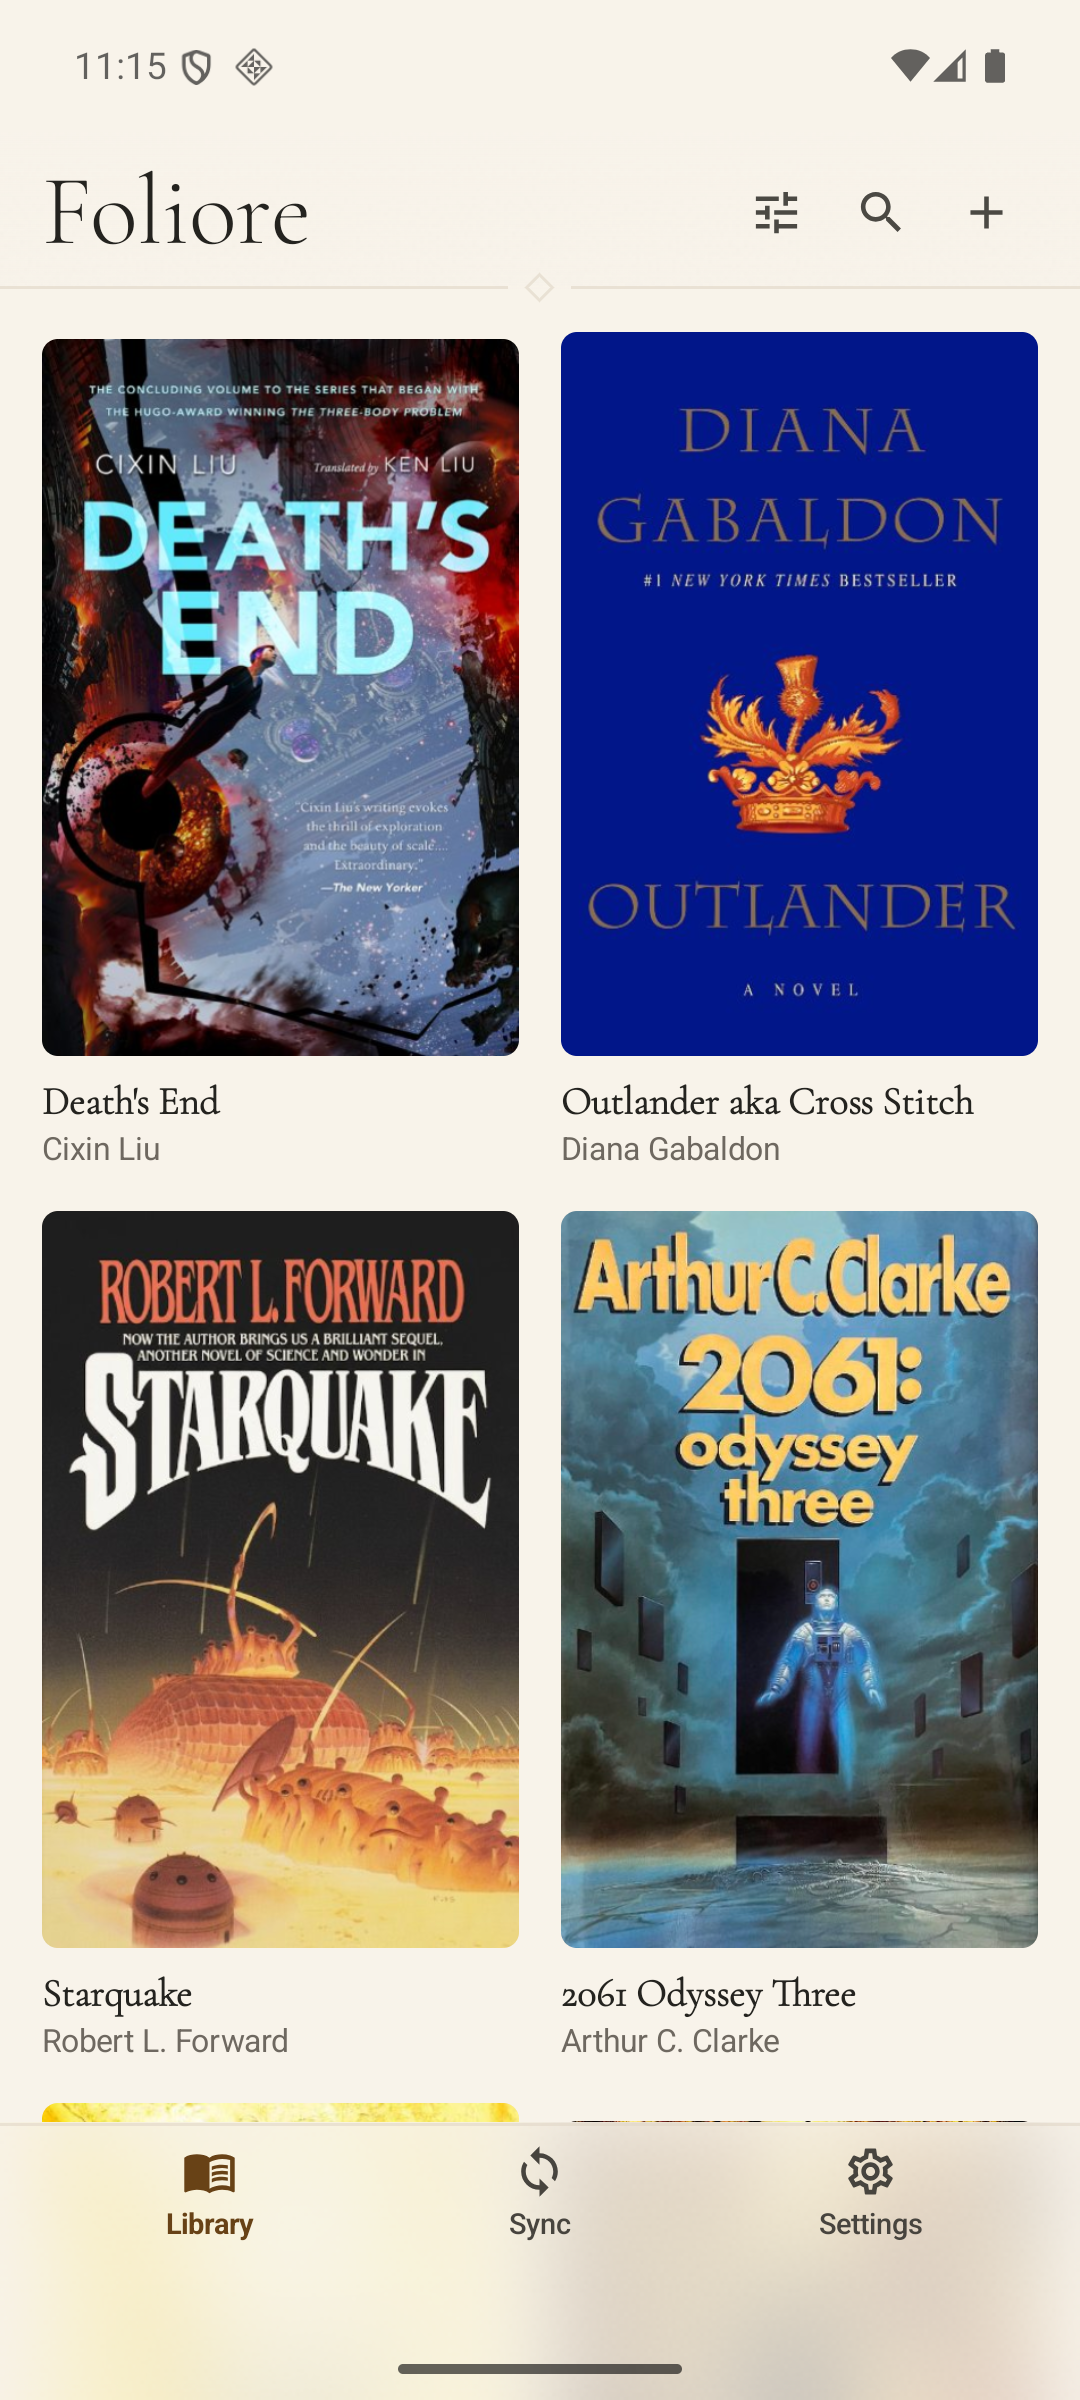 11:15
Foliore
THE CONCLUDING VOLUME TO THE SERIES THAT BEGAN WITH
THE HUGO-AWARD WINNING THE THREE-BODY PROBLEM
CIXIN LIU Translated by KEN LIU
DEATH'S
END
"Cixin Liu's writing evokes
the thrill of exploration
and the beauty of scale....
Extraordinary."
—The New Yorker
DIANA
GABALDON
#1 NEW YORK TIMES BESTSELLER
OUTLANDER
A NOVEL
Death's End
Cixin Liu
Outlander aka Cross Stitch
Diana Gabaldon
ROBERT L. FORWARD
NOW THE AUTHOR BRINGS US A BRILLIANT SEQUEL,
ANOTHER NOVEL OF SCIENCE AND WONDER IN
STARQUAKE
Arthur C. Clarke
2061:
odyssey
three
Starquake
Robert L. Forward
2061 Odyssey Three
Arthur C. Clarke
Library
Sync
Settings